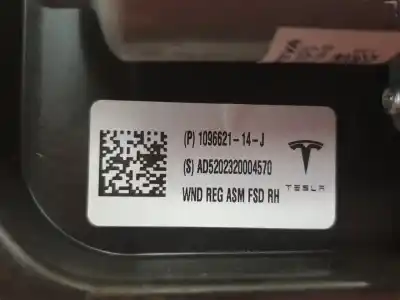 (P) 1096621-14-J
(S) AD5202320004570
TESLA
WND REG ASM FSD RH